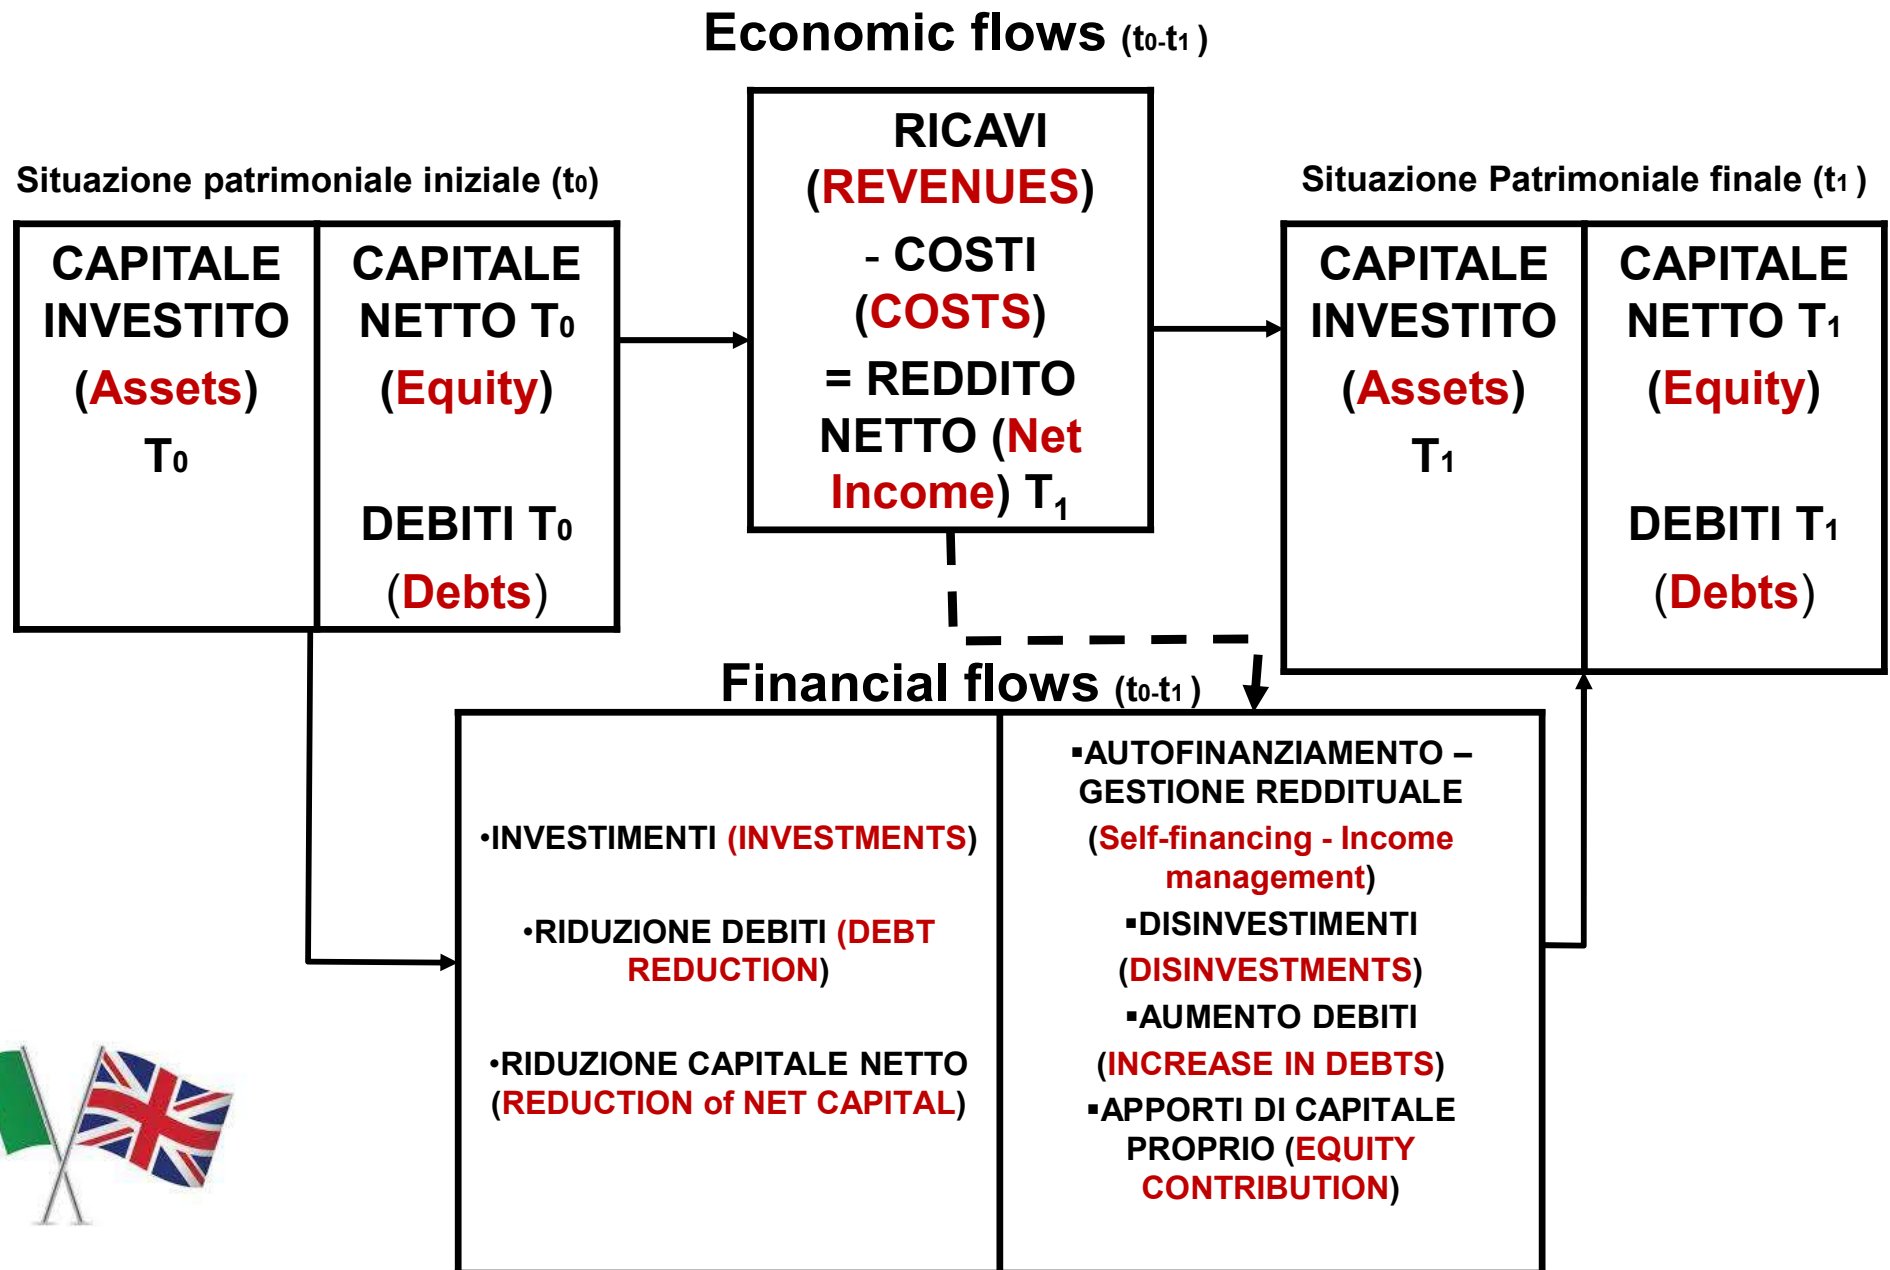 Economic flows (t0-t1 )
Situazione patrimoniale iniziale (t0)
CAPITALE
INVESTITO
(Assets)
T0
CAPITALE
NETTO T0
(Equity)
DEBITI T0
(Debts)
RICAVI
(REVENUES)
- COSTI
(COSTS)
= REDDITO
NETTO (Net
Income) T1
Situazione Patrimoniale finale (t1 )
CAPITALE
INVESTITO
(Assets)
T1
CAPITALE
NETTO T1
(Equity)
DEBITI T1
(Debts)
Financial flows (t0-t1 )
•INVESTIMENTI (INVESTMENTS)
•RIDUZIONE DEBITI (DEBT
REDUCTION)
•RIDUZIONE CAPITALE NETTO
(REDUCTION of NET CAPITAL)
▪AUTOFINANZIAMENTO –
GESTIONE REDDITUALE
(Self-financing - Income
management)
▪DISINVESTIMENTI
(DISINVESTMENTS)
▪AUMENTO DEBITI
(INCREASE IN DEBTS)
▪APPORTI DI CAPITALE
PROPRIO (EQUITY
CONTRIBUTION)